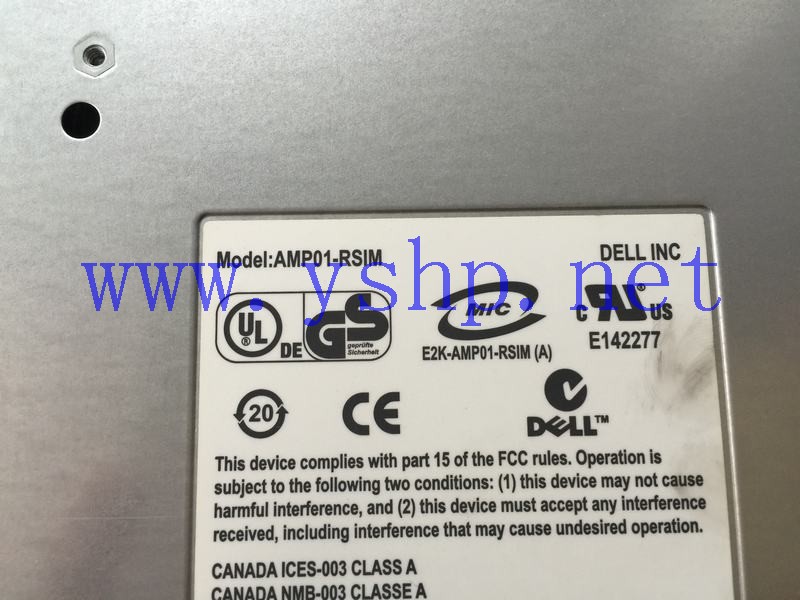 Model:AMP01-RSIM
DELL INC
www.yshp.net
UL
®
DE
GS
geprüfte
Sicherheit
MIC
E2K-AMP01-RSIM (A)
C UL® US
E142277
20
CE
DELL™
This device complies with part 15 of the FCC rules. Operation is
subject to the following two conditions: (1) this device may not cause
harmful interference, and (2) this device must accept any interference
received, including interference that may cause undesired operation.
CANADA ICES-003 CLASS A
CANADA NMB-003 CLASSE A